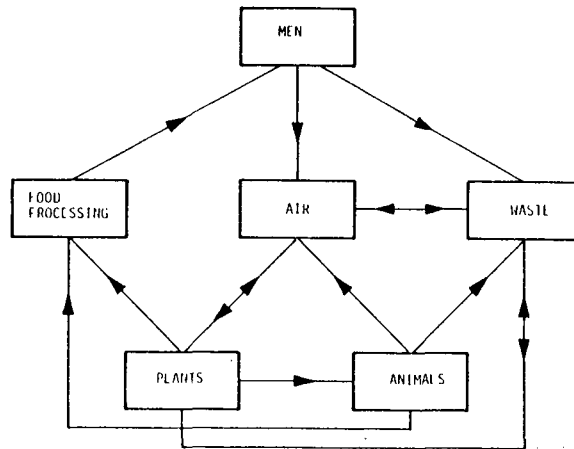 MEN
FOOD
PROCESSING
AIR
WASTE
PLANTS
ANIMALS